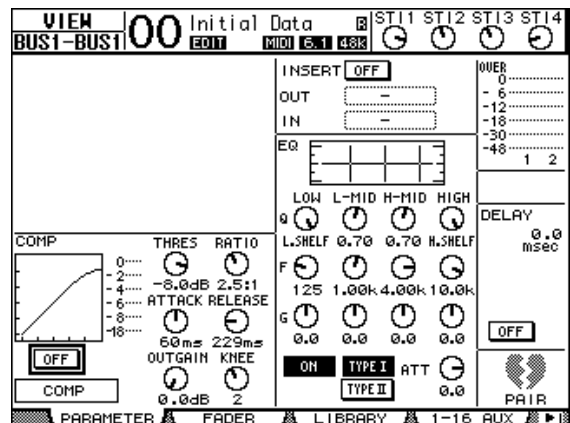 VIEW
BUS1-BUS1
00
Initial Data
EDIT
MIDI 6.1 48k
STI1 STI2 STI3 STI4
INSERT OFF
OUT -
IN -
OVER
0
- 6
-12
-18
-30
-48
1 2
EQ
LOW L-MID H-MID HIGH
Q
L.SHELF 0.70 0.70 H.SHELF
F
125 1.00k 4.00k 10.0k
G
0.0 0.0 0.0 0.0
ON TYPE I ATT
TYPE II 0.0
DELAY
0.0
msec
OFF
PAIR
COMP
THRES RATIO
0
- 2
- 4
- 6
- 8
-18
-8.0dB 2.5:1
ATTACK RELEASE
60ms 229ms
OUTGAIN KNEE
0.0dB 2
OFF
COMP
PARAMETER FADER LIBRARY 1-16 AUX